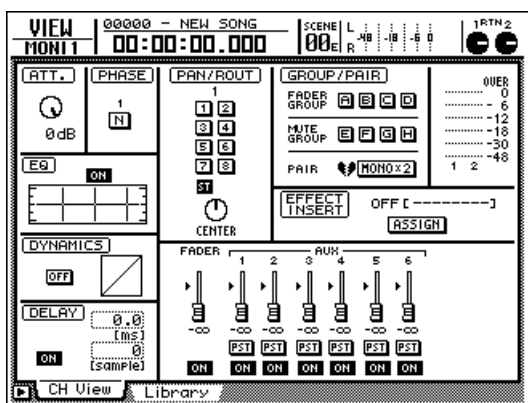 VIEW
MONI1
00000 - NEW SONG
00:00:00.000
SCENE
00E
L
R
-48 -18 -6 0
1RTN2
ATT.
0dB
PHASE
1
N
PAN/ROUT
1
1 2
3 4
5 6
7 8
ST
CENTER
GROUP/PAIR
FADER GROUP A B C D
MUTE GROUP E F G H
PAIR MONO×2
OVER
0
- 6
-12
-18
-30
-48
1 2
EQ
ON
EFFECT INSERT
OFF [---------]
ASSIGN
DYNAMICS
OFF
DELAY
0.0
[ms]
0
[sample]
ON
FADER
AUX
1 2 3 4 5 6
-∞ -∞ -∞ -∞ -∞ -∞ -∞
PST PST PST PST PST PST
ON ON ON ON ON ON ON
CH View
Library